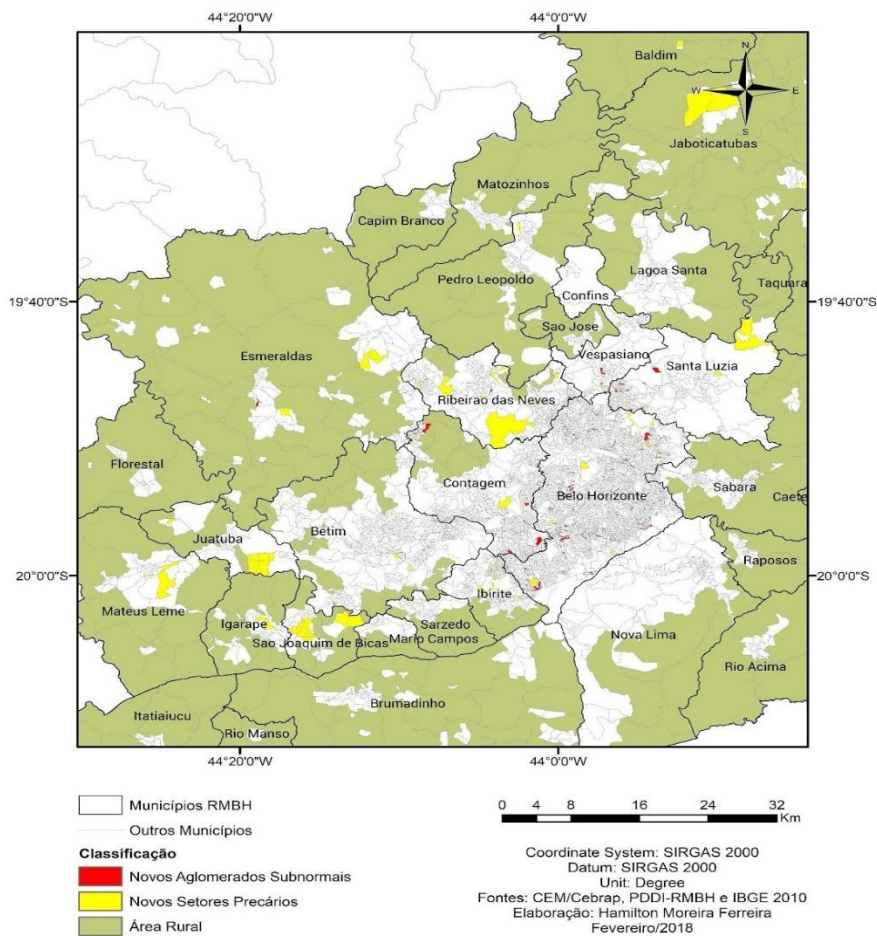 44°20'0"W 44°0'0"W
N
W E
S
Baldim
Jaboticatubas
Matozinhos
Capim Branco
Lagoa Santa
Pedro Leopoldo
Taquara
Confins
19°40'0"S 19°40'0"S
Sao Jose
Esmeraldas
Vespasiano
Santa Luzia
Ribeirao das Neves
Florestal
Contagem
Belo Horizonte
Sabara
Caete
Betim
Juatuba
Raposos
20°0'0"S 20°0'0"S
Mateus Leme
Ibirite
Igarape
Sarzedo
Mario Campos
Sao Joaquim de Bicas
Nova Lima
Rio Acima
Brumadinho
Itatiaiucu
Rio Manso
44°20'0"W 44°0'0"W
Municípios RMBH
Outros Municípios
Classificação
Novos Aglomerados Subnormais
Novos Setores Precários
Área Rural
0 4 8 16 24 32
Km
Coordinate System: SIRGAS 2000
Datum: SIRGAS 2000
Unit: Degree
Fontes: CEM/Cebrap, PDDI-RMBH e IBGE 2010
Elaboração: Hamilton Moreira Ferreira
Fevereiro/2018